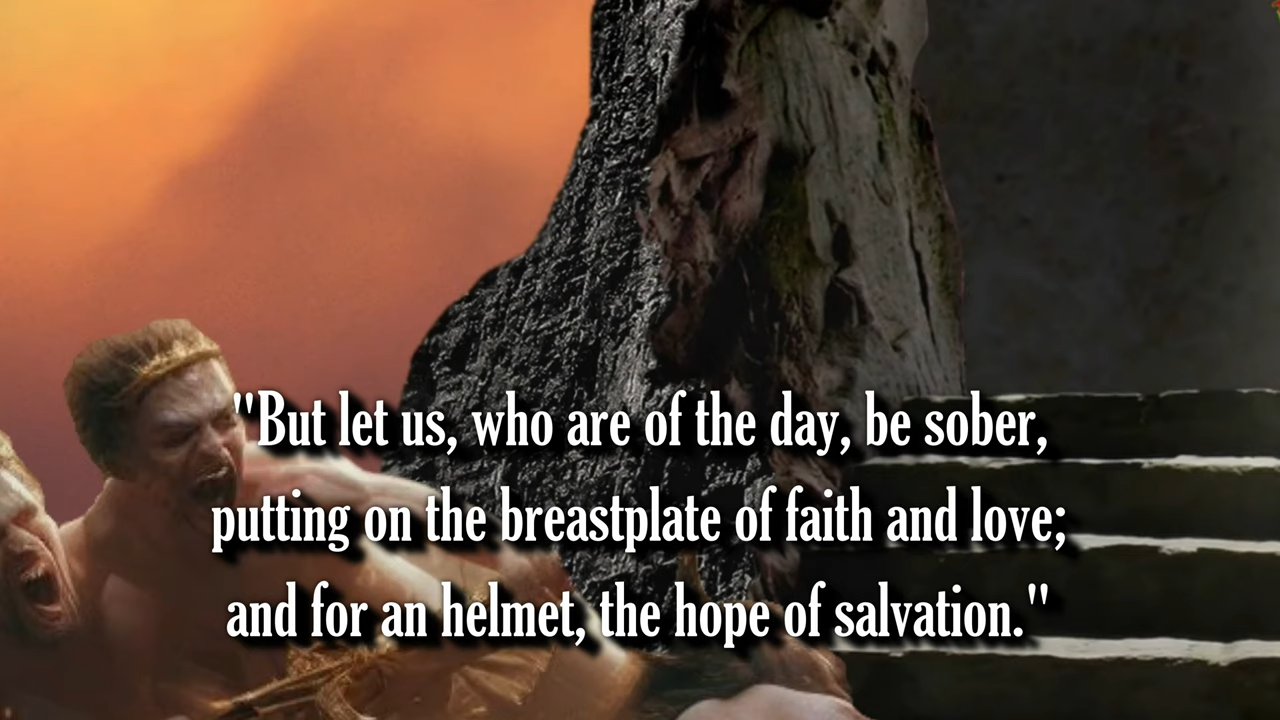 "But let us, who are of the day, be sober,
putting on the breastplate of faith and love;
and for an helmet, the hope of salvation."